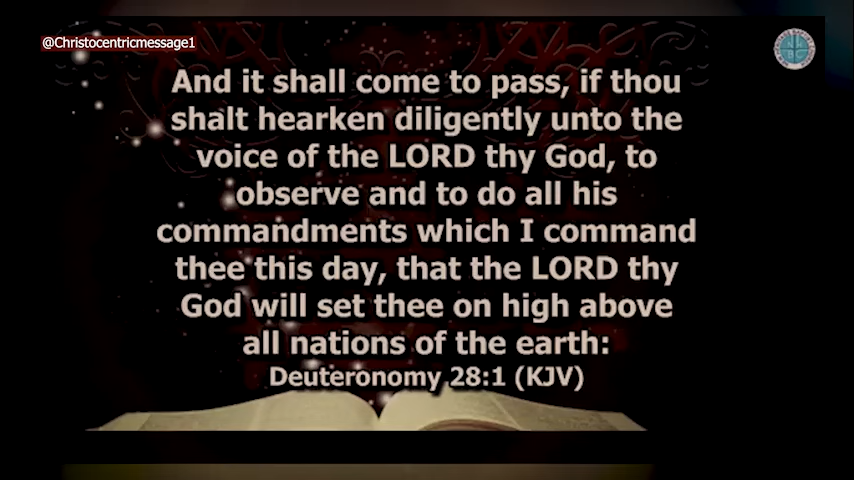 @Christocentricmessage1
And it shall come to pass, if thou
shalt hearken diligently unto the
voice of the LORD thy God, to
observe and to do all his
commandments which I command
thee this day, that the LORD thy
God will set thee on high above
all nations of the earth:
Deuteronomy 28:1 (KJV)